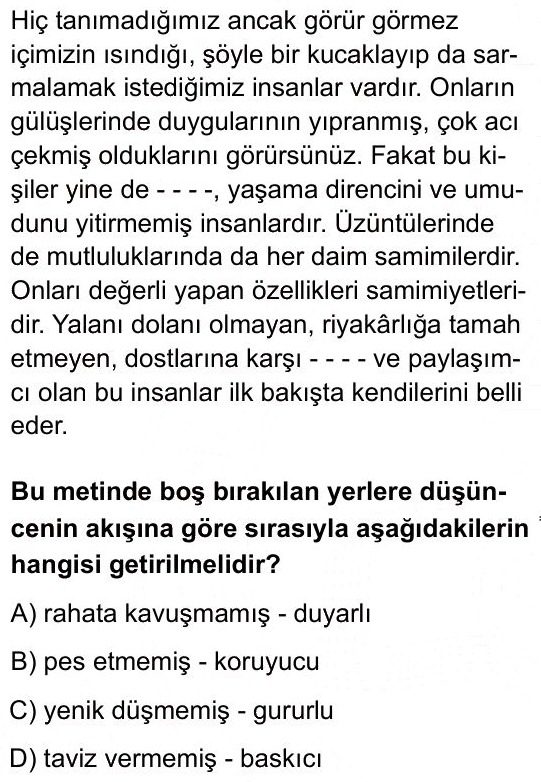 Hiç tanımadığımız ancak görür görmez
içimizin ısındığı, şöyle bir kucaklayıp da sar-
malamak istediğimiz insanlar vardır. Onların
gülüşlerinde duygularının yıpranmış, çok acı
çekmiş olduklarını görürsünüz. Fakat bu ki-
şiler yine de - - - -, yaşama direncini ve umu-
dunu yitirmemiş insanlardır. Üzüntülerinde
de mutluluklarında da her daim samimilerdir.
Onları değerli yapan özellikleri samimiyetleri-
dir. Yalanı dolanı olmayan, riyakârlığa tamah
etmeyen, dostlarına karşı - - - - ve paylaşım-
cı olan bu insanlar ilk bakışta kendilerini belli
eder.
Bu metinde boş bırakılan yerlere düşün-
cenin akışına göre sırasıyla aşağıdakilerin
hangisi getirilmelidir?
A) rahata kavuşmamış - duyarlı
B) pes etmemiş - koruyucu
C) yenik düşmemiş - gururlu
D) taviz vermemiş - baskıcı